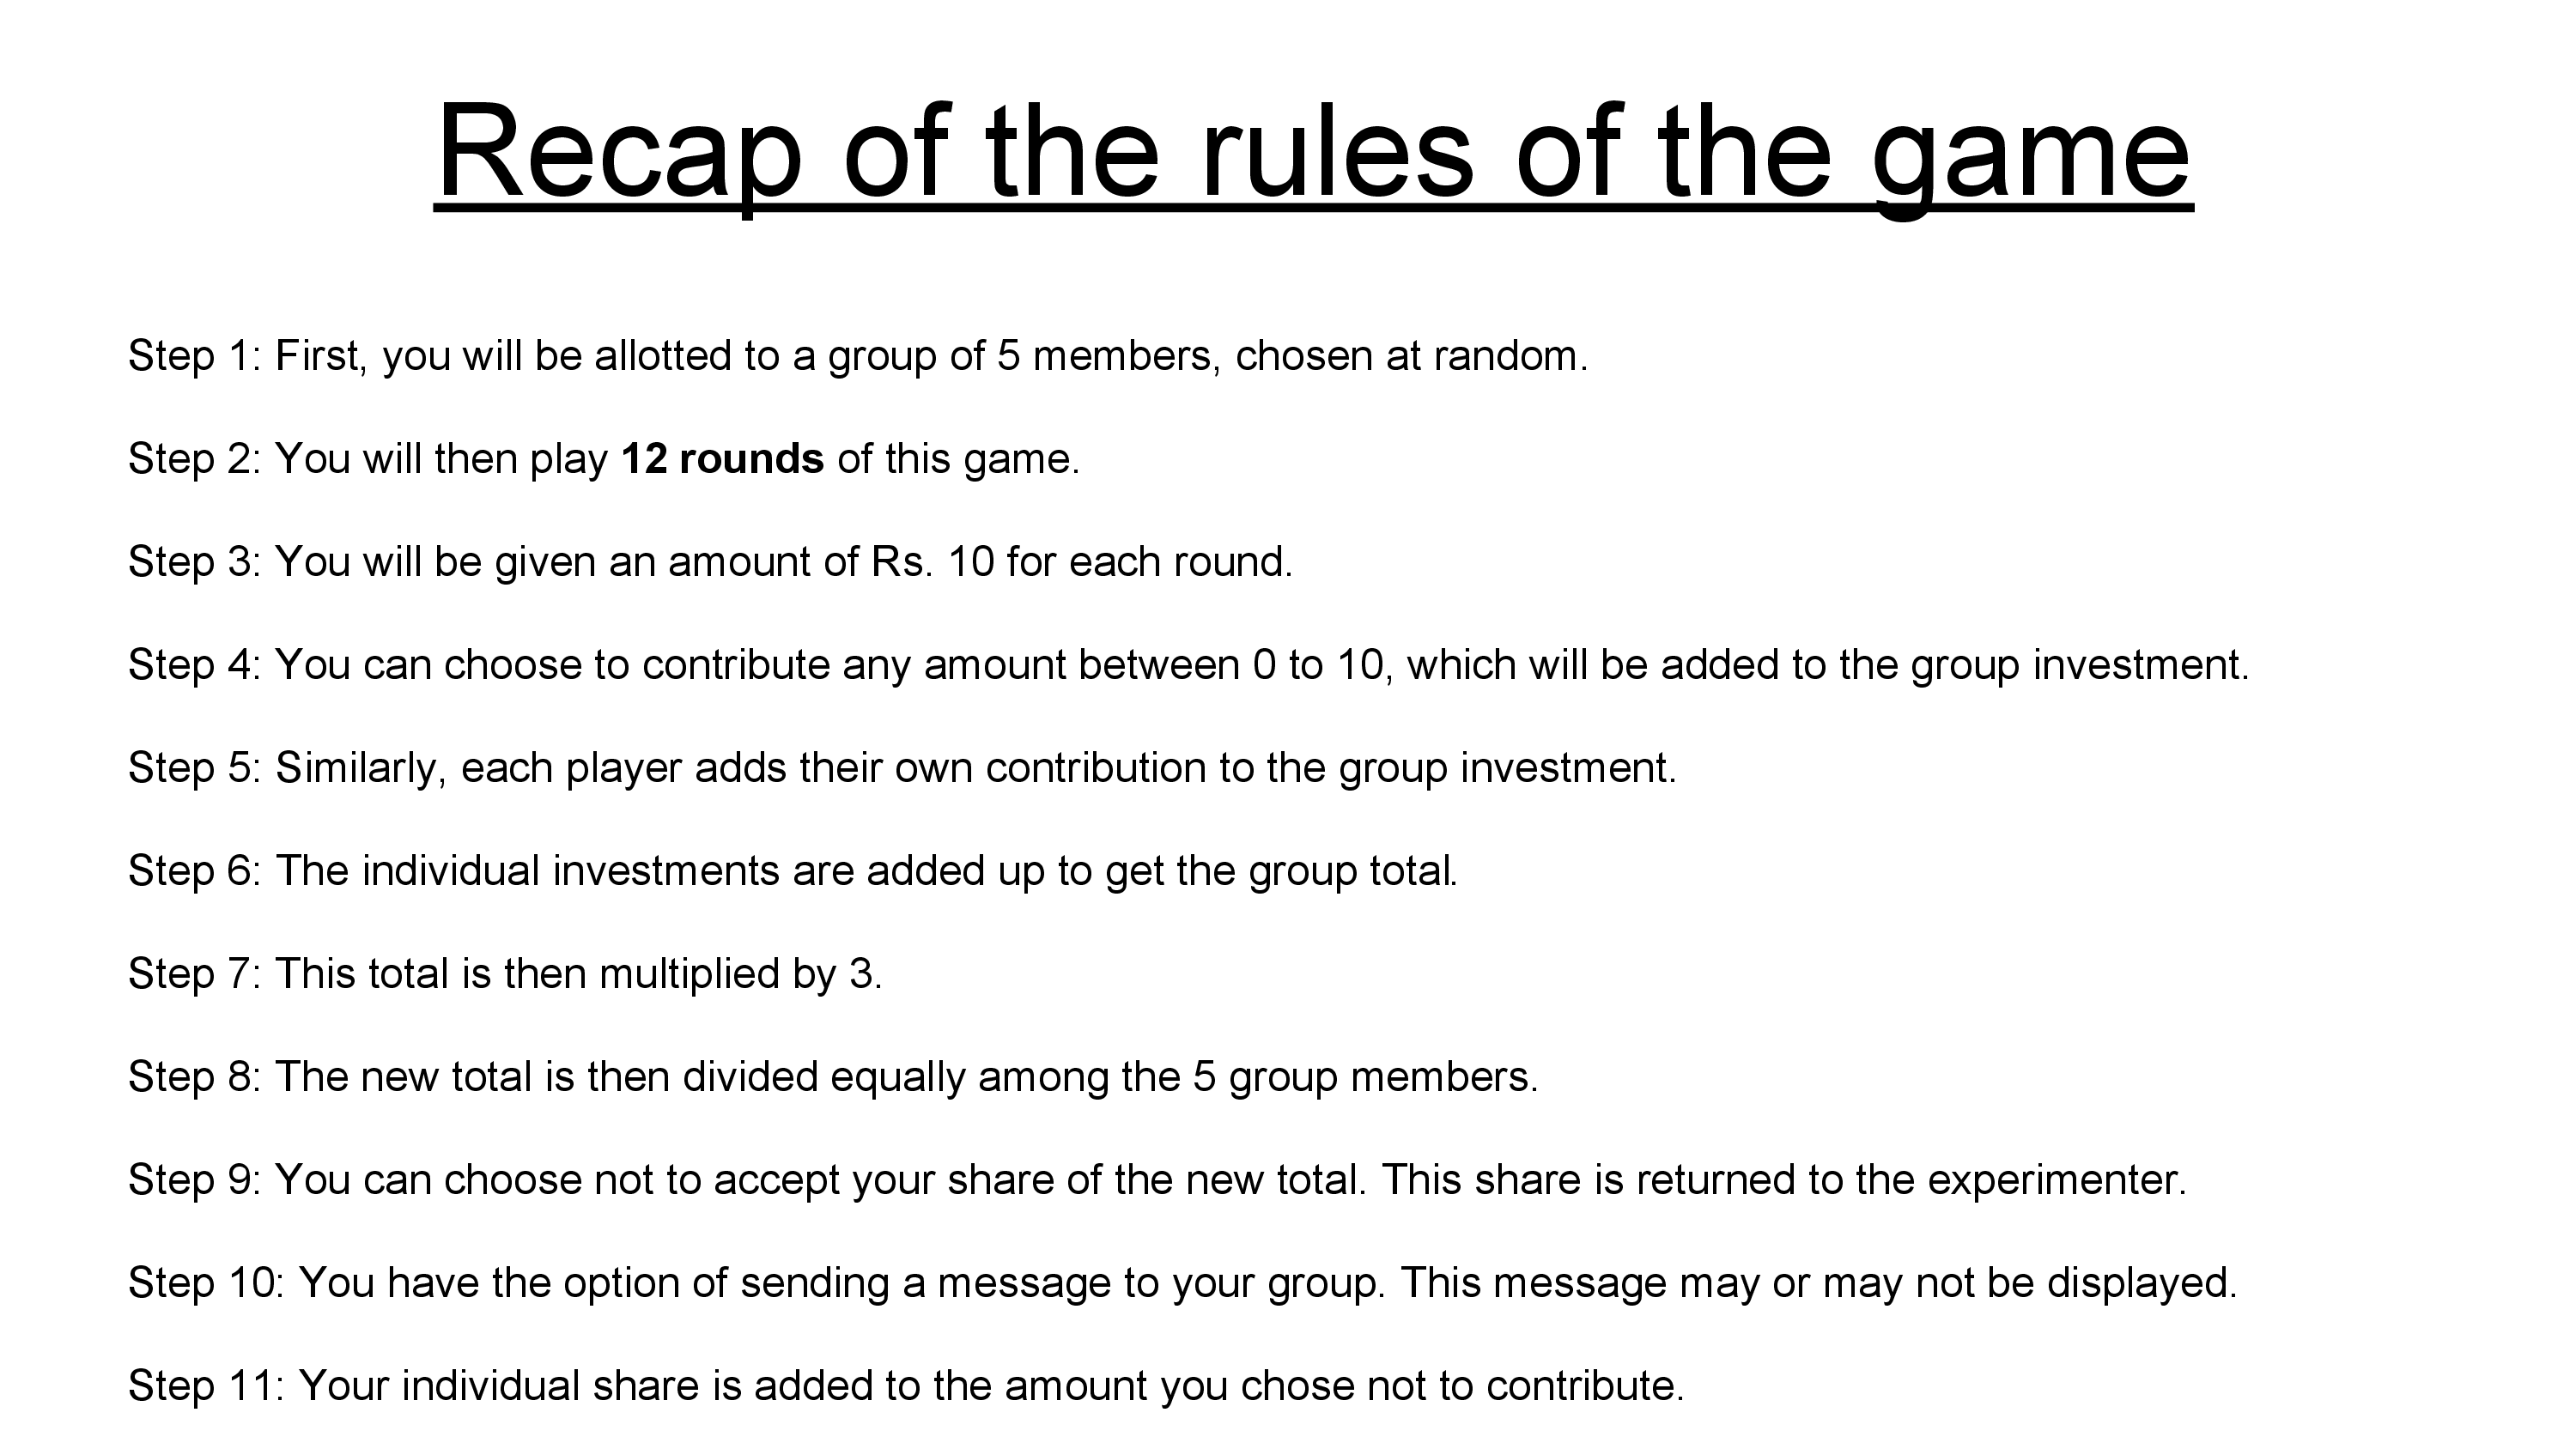 Recap of the rules of the game
Step 1: First, you will be allotted to a group of 5 members, chosen at random.
Step 2: You will then play 12 rounds of this game.
Step 3: You will be given an amount of Rs. 10 for each round.
Step 4: You can choose to contribute any amount between 0 to 10, which will be added to the group investment.
Step 5: Similarly, each player adds their own contribution to the group investment.
Step 6: The individual investments are added up to get the group total.
Step 7: This total is then multiplied by 3.
Step 8: The new total is then divided equally among the 5 group members.
Step 9: You can choose not to accept your share of the new total. This share is returned to the experimenter.
Step 10: You have the option of sending a message to your group. This message may or may not be displayed.
Step 11: Your individual share is added to the amount you chose not to contribute.